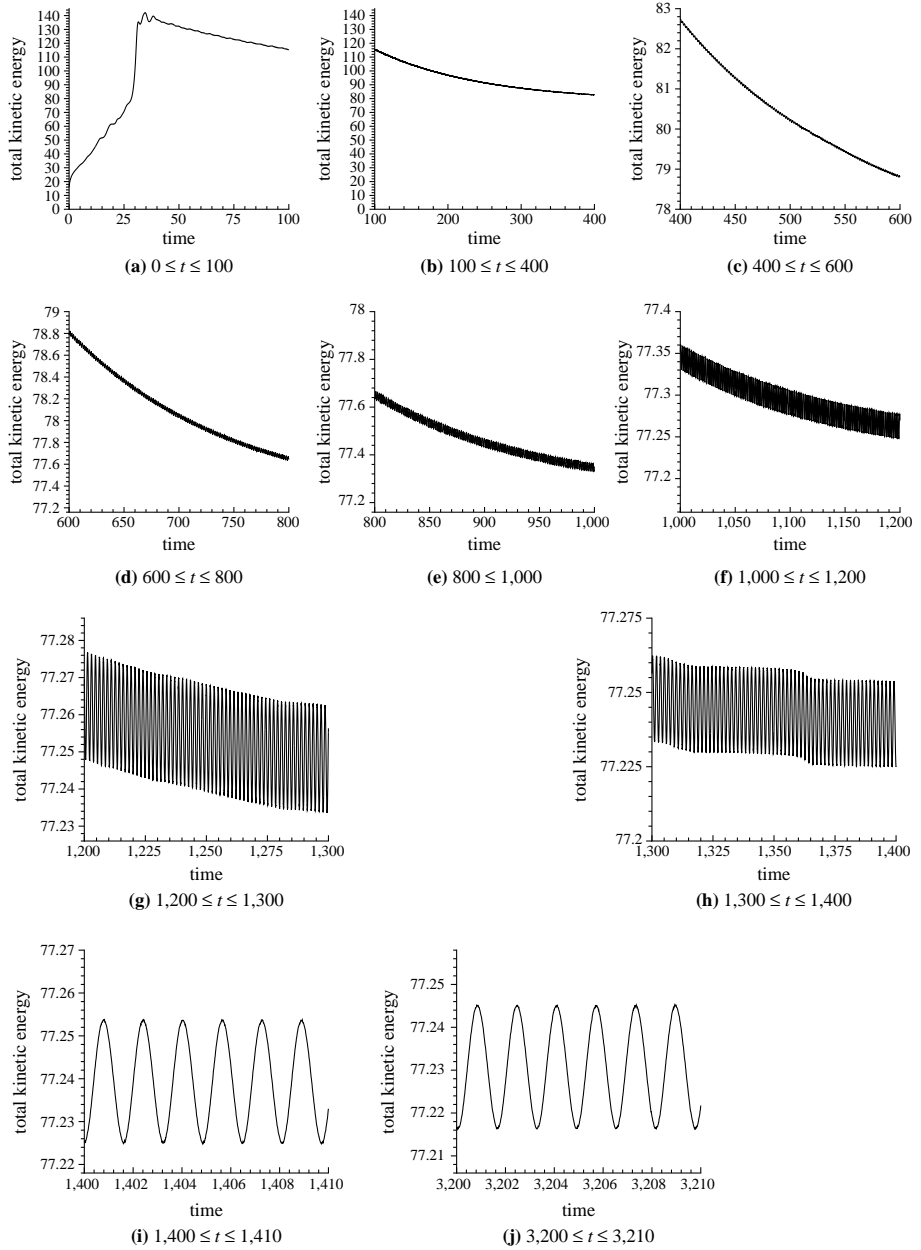 140
130
120
110
100
90
80
70
60
50
40
30
20
10
0
total kinetic energy
0 25 50 75 100
time
(a) 0 ≤ t ≤ 100
140
130
120
110
100
90
80
70
60
50
40
30
20
10
0
total kinetic energy
100 200 300 400
time
(b) 100 ≤ t ≤ 400
83
82
81
80
79
78
total kinetic energy
400 450 500 550 600
time
(c) 400 ≤ t ≤ 600
79
78.8
78.6
78.4
78.2
78
77.8
77.6
77.4
77.2
total kinetic energy
600 650 700 750 800
time
(d) 600 ≤ t ≤ 800
78
77.8
77.6
77.4
77.2
total kinetic energy
800 850 900 950 1,000
time
(e) 800 ≤ 1,000
77.4
77.35
77.3
77.25
77.2
total kinetic energy
1,000 1,050 1,100 1,150 1,200
time
(f) 1,000 ≤ t ≤ 1,200
77.28
77.27
77.26
77.25
77.24
77.23
total kinetic energy
1,200 1,225 1,250 1,275 1,300
time
(g) 1,200 ≤ t ≤ 1,300
77.275
77.25
77.225
77.2
total kinetic energy
1,300 1,325 1,350 1,375 1,400
time
(h) 1,300 ≤ t ≤ 1,400
77.27
77.26
77.25
77.24
77.23
77.22
total kinetic energy
1,400 1,402 1,404 1,406 1,408 1,410
time
(i) 1,400 ≤ t ≤ 1,410
77.25
77.24
77.23
77.22
77.21
total kinetic energy
3,200 3,202 3,204 3,206 3,208 3,210
time
(j) 3,200 ≤ t ≤ 3,210